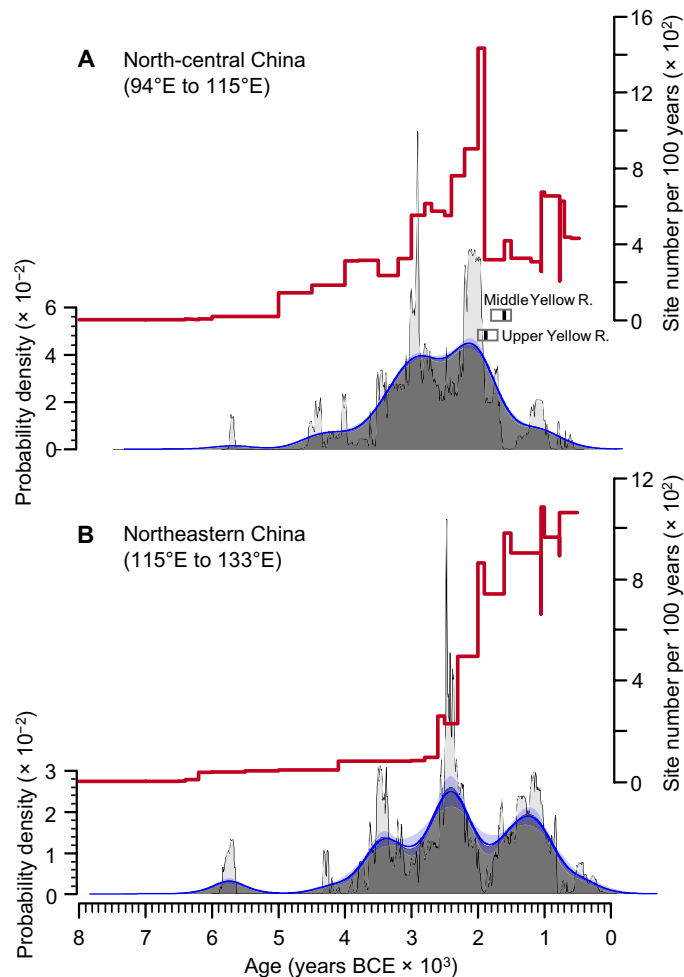 A North-central China
(94°E to 115°E)
16
12
8
4
0
Site number per 100 years (× 10²)
Middle Yellow R.
Upper Yellow R.
6
4
2
0
Probability density (× 10⁻²)
B Northeastern China
(115°E to 133°E)
12
8
4
0
Site number per 100 years (× 10²)
3
2
1
0
Probability density (× 10⁻²)
8 7 6 5 4 3 2 1 0
Age (years BCE × 10³)